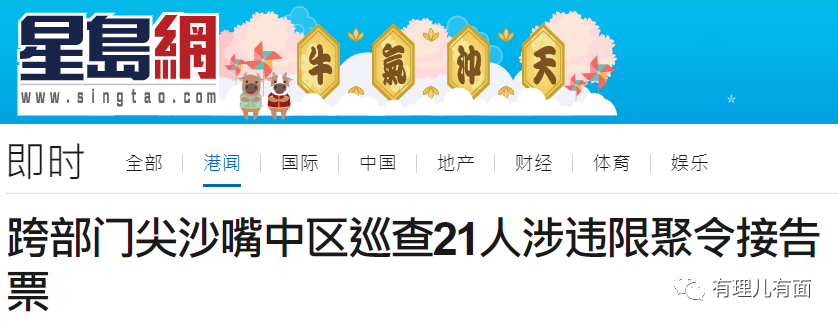 星島網
www.singtao.com
牛氣沖天
即时 全部 港闻 国际 中国 地产 财经 体育 娱乐
跨部门尖沙嘴中区巡查21人涉违限聚令接告
票
有理儿有面